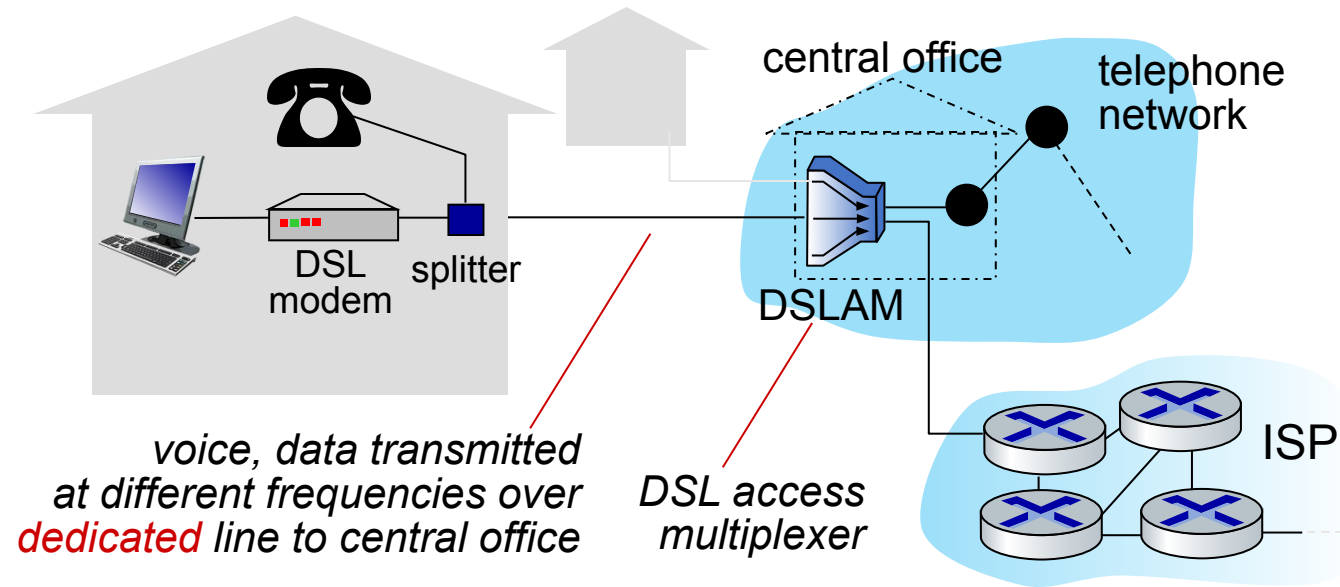 central office
telephone
network
DSL
modem
splitter
DSLAM
voice, data transmitted
at different frequencies over
dedicated line to central office
DSL access
multiplexer
ISP